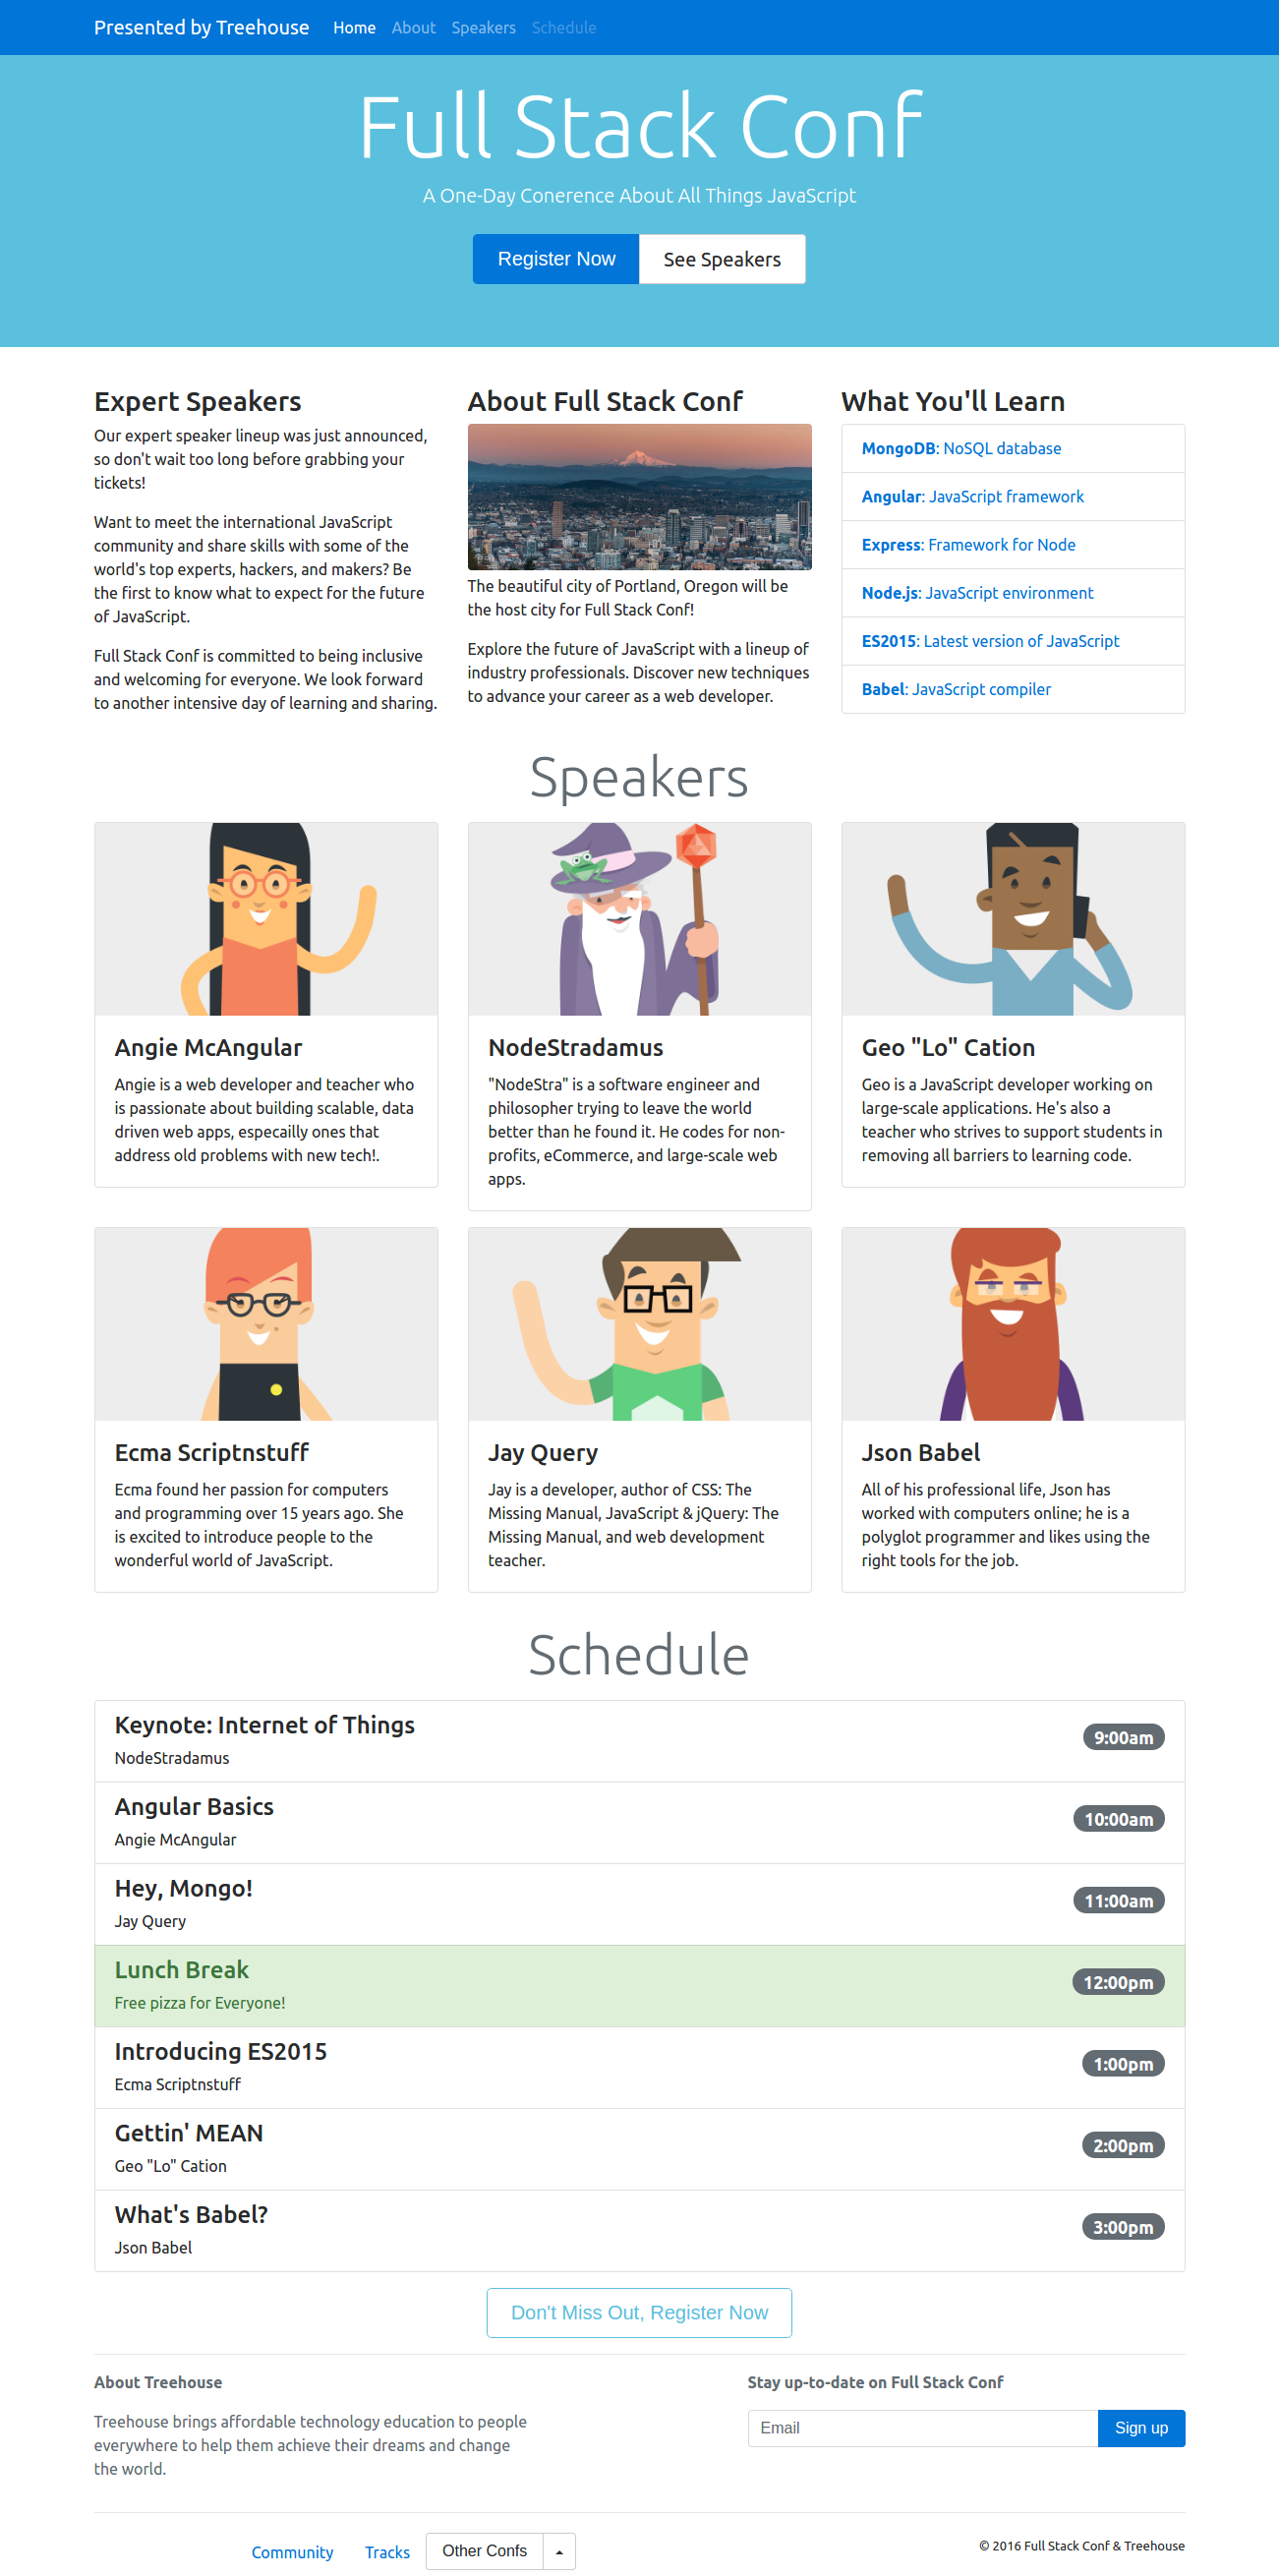 Presented by Treehouse Home About Speakers Schedule
Full Stack Conf
A One-Day Conerence About All Things JavaScript
Register Now See Speakers
Expert Speakers
Our expert speaker lineup was just announced,
so don't wait too long before grabbing your
tickets!
Want to meet the international JavaScript
community and share skills with some of the
world's top experts, hackers, and makers? Be
the first to know what to expect for the future
of JavaScript.
Full Stack Conf is committed to being inclusive
and welcoming for everyone. We look forward
to another intensive day of learning and sharing.
About Full Stack Conf
The beautiful city of Portland, Oregon will be
the host city for Full Stack Conf!
Explore the future of JavaScript with a lineup of
industry professionals. Discover new techniques
to advance your career as a web developer.
What You'll Learn
MongoDB: NoSQL database
Angular: JavaScript framework
Express: Framework for Node
Node.js: JavaScript environment
ES2015: Latest version of JavaScript
Babel: JavaScript compiler
Speakers
Angie McAngular
Angie is a web developer and teacher who
is passionate about building scalable, data
driven web apps, especailly ones that
address old problems with new tech!.
NodeStradamus
"NodeStra" is a software engineer and
philosopher trying to leave the world
better than he found it. He codes for non-
profits, eCommerce, and large-scale web
apps.
Geo "Lo" Cation
Geo is a JavaScript developer working on
large-scale applications. He's also a
teacher who strives to support students in
removing all barriers to learning code.
Ecma Scriptnstuff
Ecma found her passion for computers
and programming over 15 years ago. She
is excited to introduce people to the
wonderful world of JavaScript.
Jay Query
Jay is a developer, author of CSS: The
Missing Manual, JavaScript & jQuery: The
Missing Manual, and web development
teacher.
Json Babel
All of his professional life, Json has
worked with computers online; he is a
polyglot programmer and likes using the
right tools for the job.
Schedule
Keynote: Internet of Things
NodeStradamus
9:00am
Angular Basics
Angie McAngular
10:00am
Hey, Mongo!
Jay Query
11:00am
Lunch Break
Free pizza for Everyone!
12:00pm
Introducing ES2015
Ecma Scriptnstuff
1:00pm
Gettin' MEAN
Geo "Lo" Cation
2:00pm
What's Babel?
Json Babel
3:00pm
Don't Miss Out, Register Now
About Treehouse
Treehouse brings affordable technology education to people
everywhere to help them achieve their dreams and change
the world.
Stay up-to-date on Full Stack Conf
Email Sign up
Community Tracks Other Confs
© 2016 Full Stack Conf & Treehouse